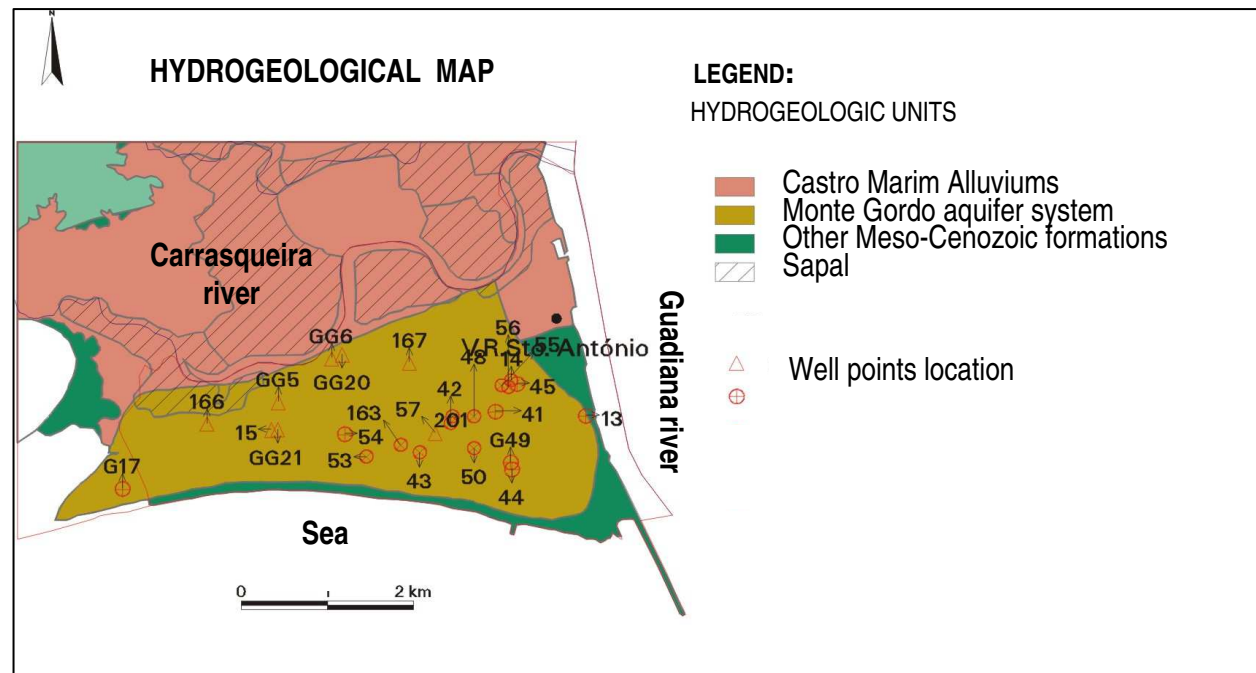 N
HYDROGEOLOGICAL MAP
LEGEND:
HYDROGEOLOGIC UNITS
Castro Marim Alluviums
Monte Gordo aquifer system
Other Meso-Cenozoic formations
Sapal
Well points location
Carrasqueira
river
Guadiana river
V.R.Sto. António
GG6
167
56
55
48
14
GG20
GG5
42
45
166
163
57
201
41
13
15
GG21
54
G49
G17
53
43
50
44
Sea
0
2 km